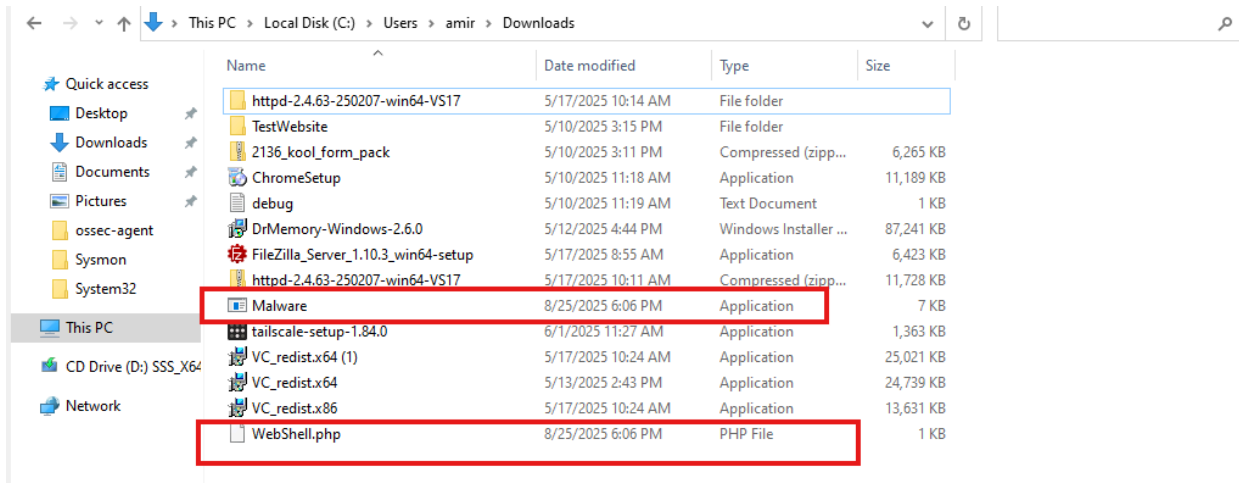 This PC > Local Disk (C:) > Users > amir > Downloads
Name Date modified Type Size
Quick access
Desktop
Downloads
Documents
Pictures
ossec-agent
Sysmon
System32
This PC
CD Drive (D:) SSS_X64
Network
httpd-2.4.63-250207-win64-VS17 5/17/2025 10:14 AM File folder
TestWebsite 5/10/2025 3:15 PM File folder
2136_kool_form_pack 5/10/2025 3:11 PM Compressed (zipp... 6,265 KB
ChromeSetup 5/10/2025 11:18 AM Application 11,189 KB
debug 5/10/2025 11:19 AM Text Document 1 KB
DrMemory-Windows-2.6.0 5/12/2025 4:44 PM Windows Installer ... 87,241 KB
FileZilla_Server_1.10.3_win64-setup 5/17/2025 8:55 AM Application 6,423 KB
httpd-2.4.63-250207-win64-VS17 5/17/2025 10:11 AM Compressed (zipp... 11,728 KB
Malware 8/25/2025 6:06 PM Application 7 KB
tailscale-setup-1.84.0 6/1/2025 11:27 AM Application 1,363 KB
VC_redist.x64 (1) 5/17/2025 10:24 AM Application 25,021 KB
VC_redist.x64 5/13/2025 2:43 PM Application 24,739 KB
VC_redist.x86 5/17/2025 10:24 AM Application 13,631 KB
WebShell.php 8/25/2025 6:06 PM PHP File 1 KB